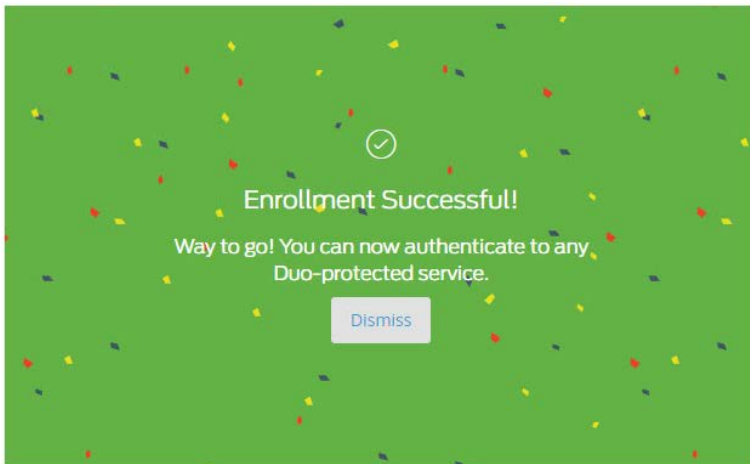 Enrollment Successful!
Way to go! You can now authenticate to any
Duo-protected service.
Dismiss